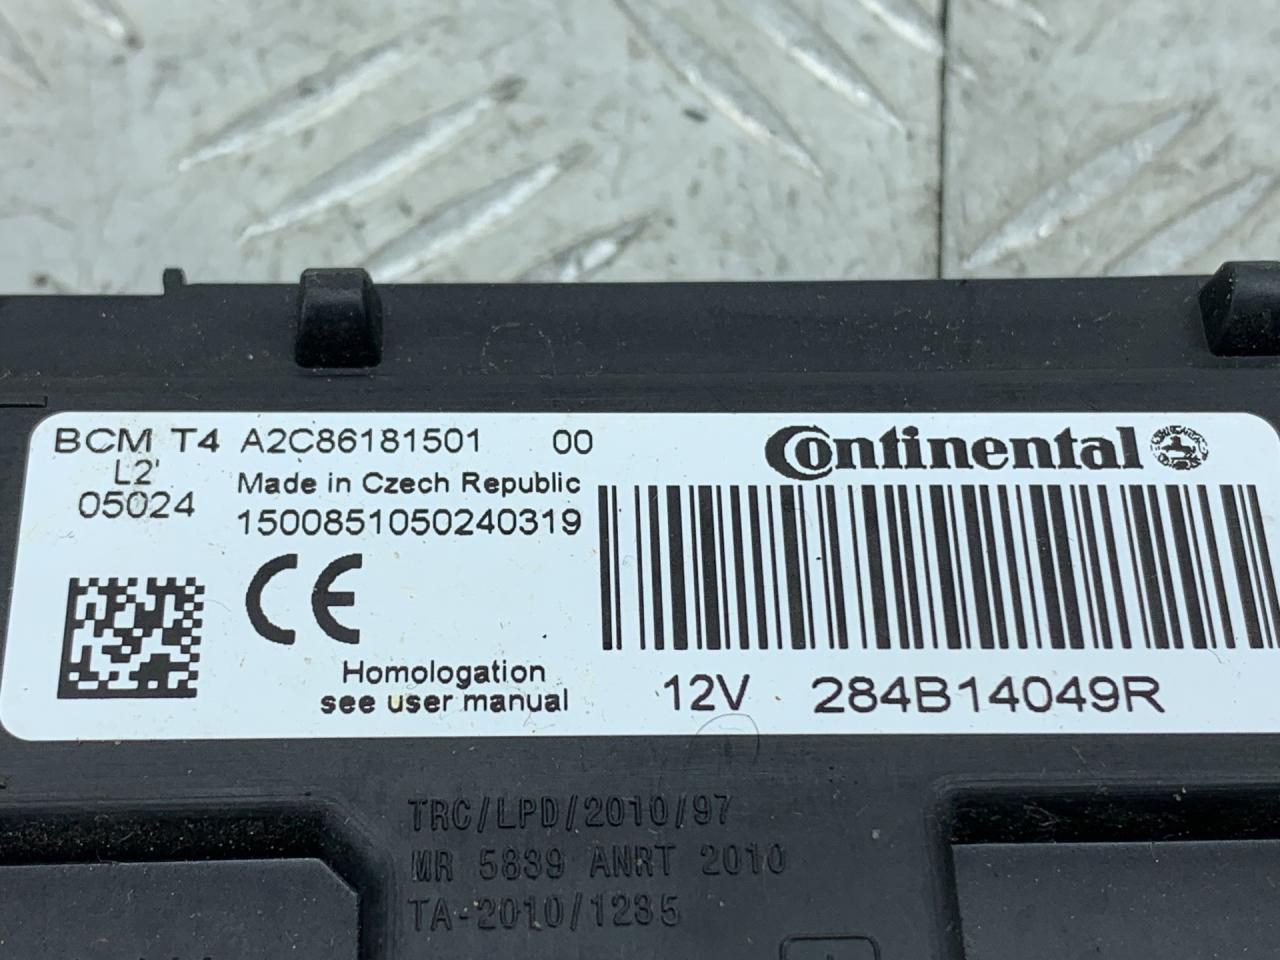 BCM T4 A2C86181501 00
L2'
05024
Made in Czech Republic
1500851050240319
CE
Homologation
see user manual
Continental
12V 284B14049R
TRC/LPD/2010/97
MR 5839 ANRT 2010
TA-2010/1235